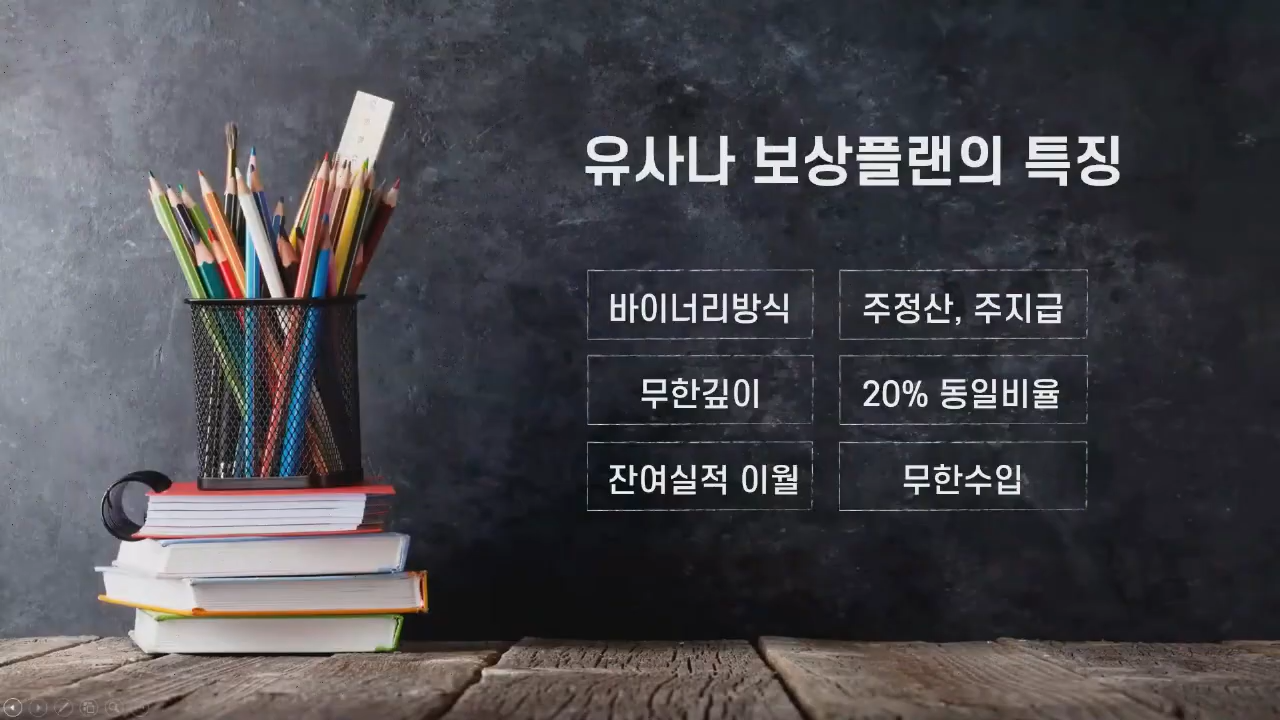 유사나 보상플랜의 특징
바이너리방식
주정산, 주지급
무한깊이
20% 동일비율
잔여실적 이월
무한수입